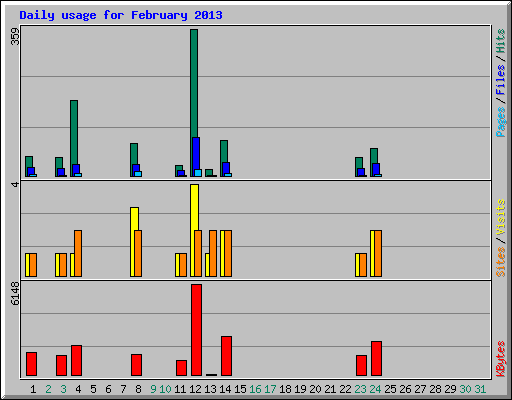 Daily usage for February 2013
359
Pages / Files / Hits
4
Sites / Visits
6148
KBytes
1 2 3 4 5 6 7 8 9 10 11 12 13 14 15 16 17 18 19 20 21 22 23 24 25 26 27 28 29 30 31